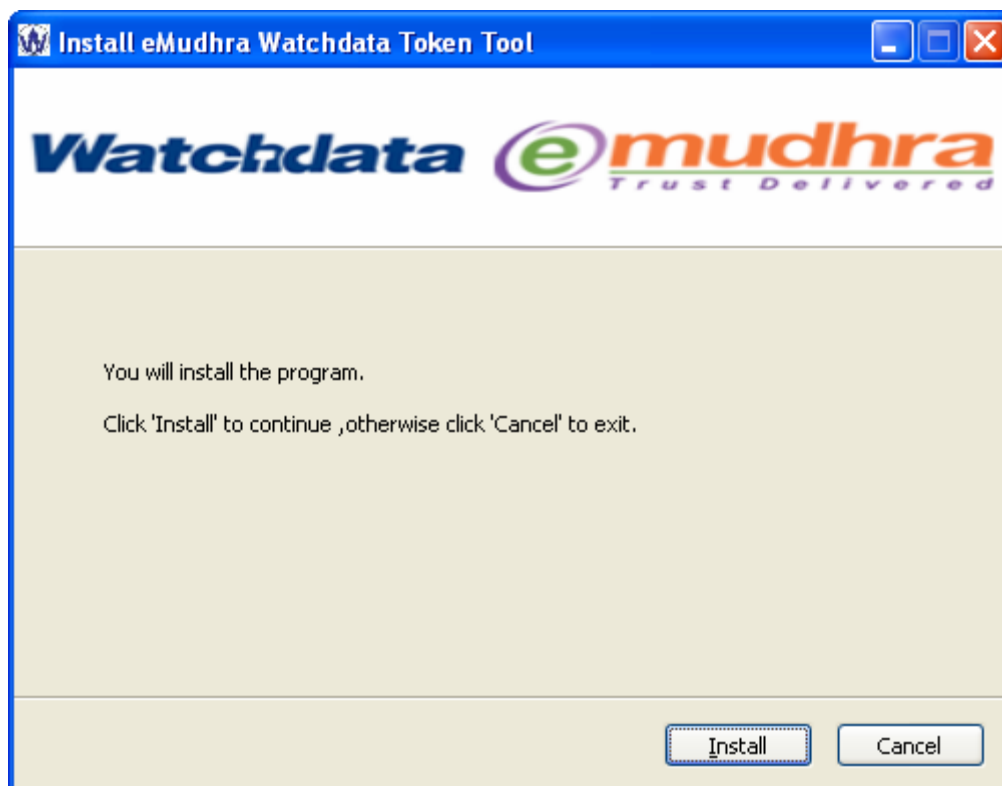 Install eMudhra Watchdata Token Tool
Watchdata emudhra
Trust Delivered
You will install the program.
Click 'Install' to continue ,otherwise click 'Cancel' to exit.
Install Cancel